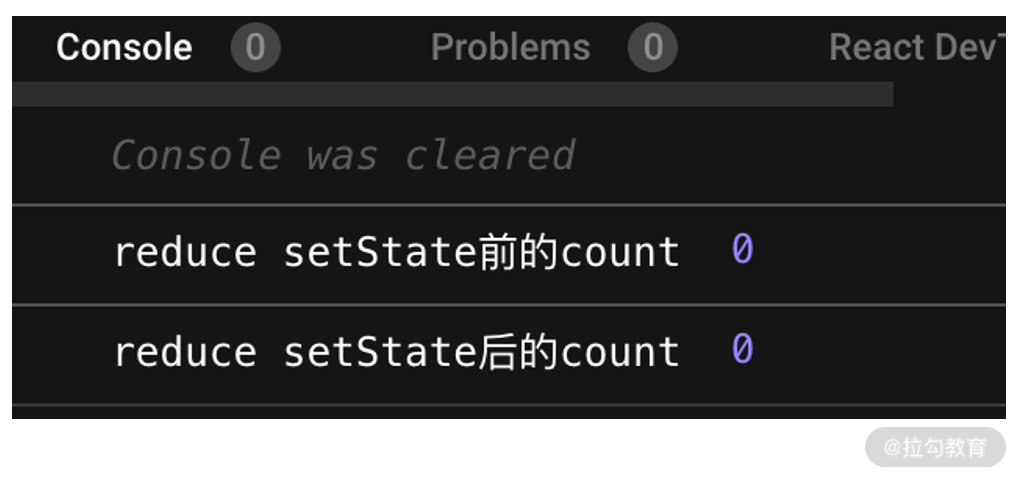 Console 0 Problems 0 React Dev
Console was cleared
reduce setState前的count 0
reduce setState后的count 0
@拉勾教育